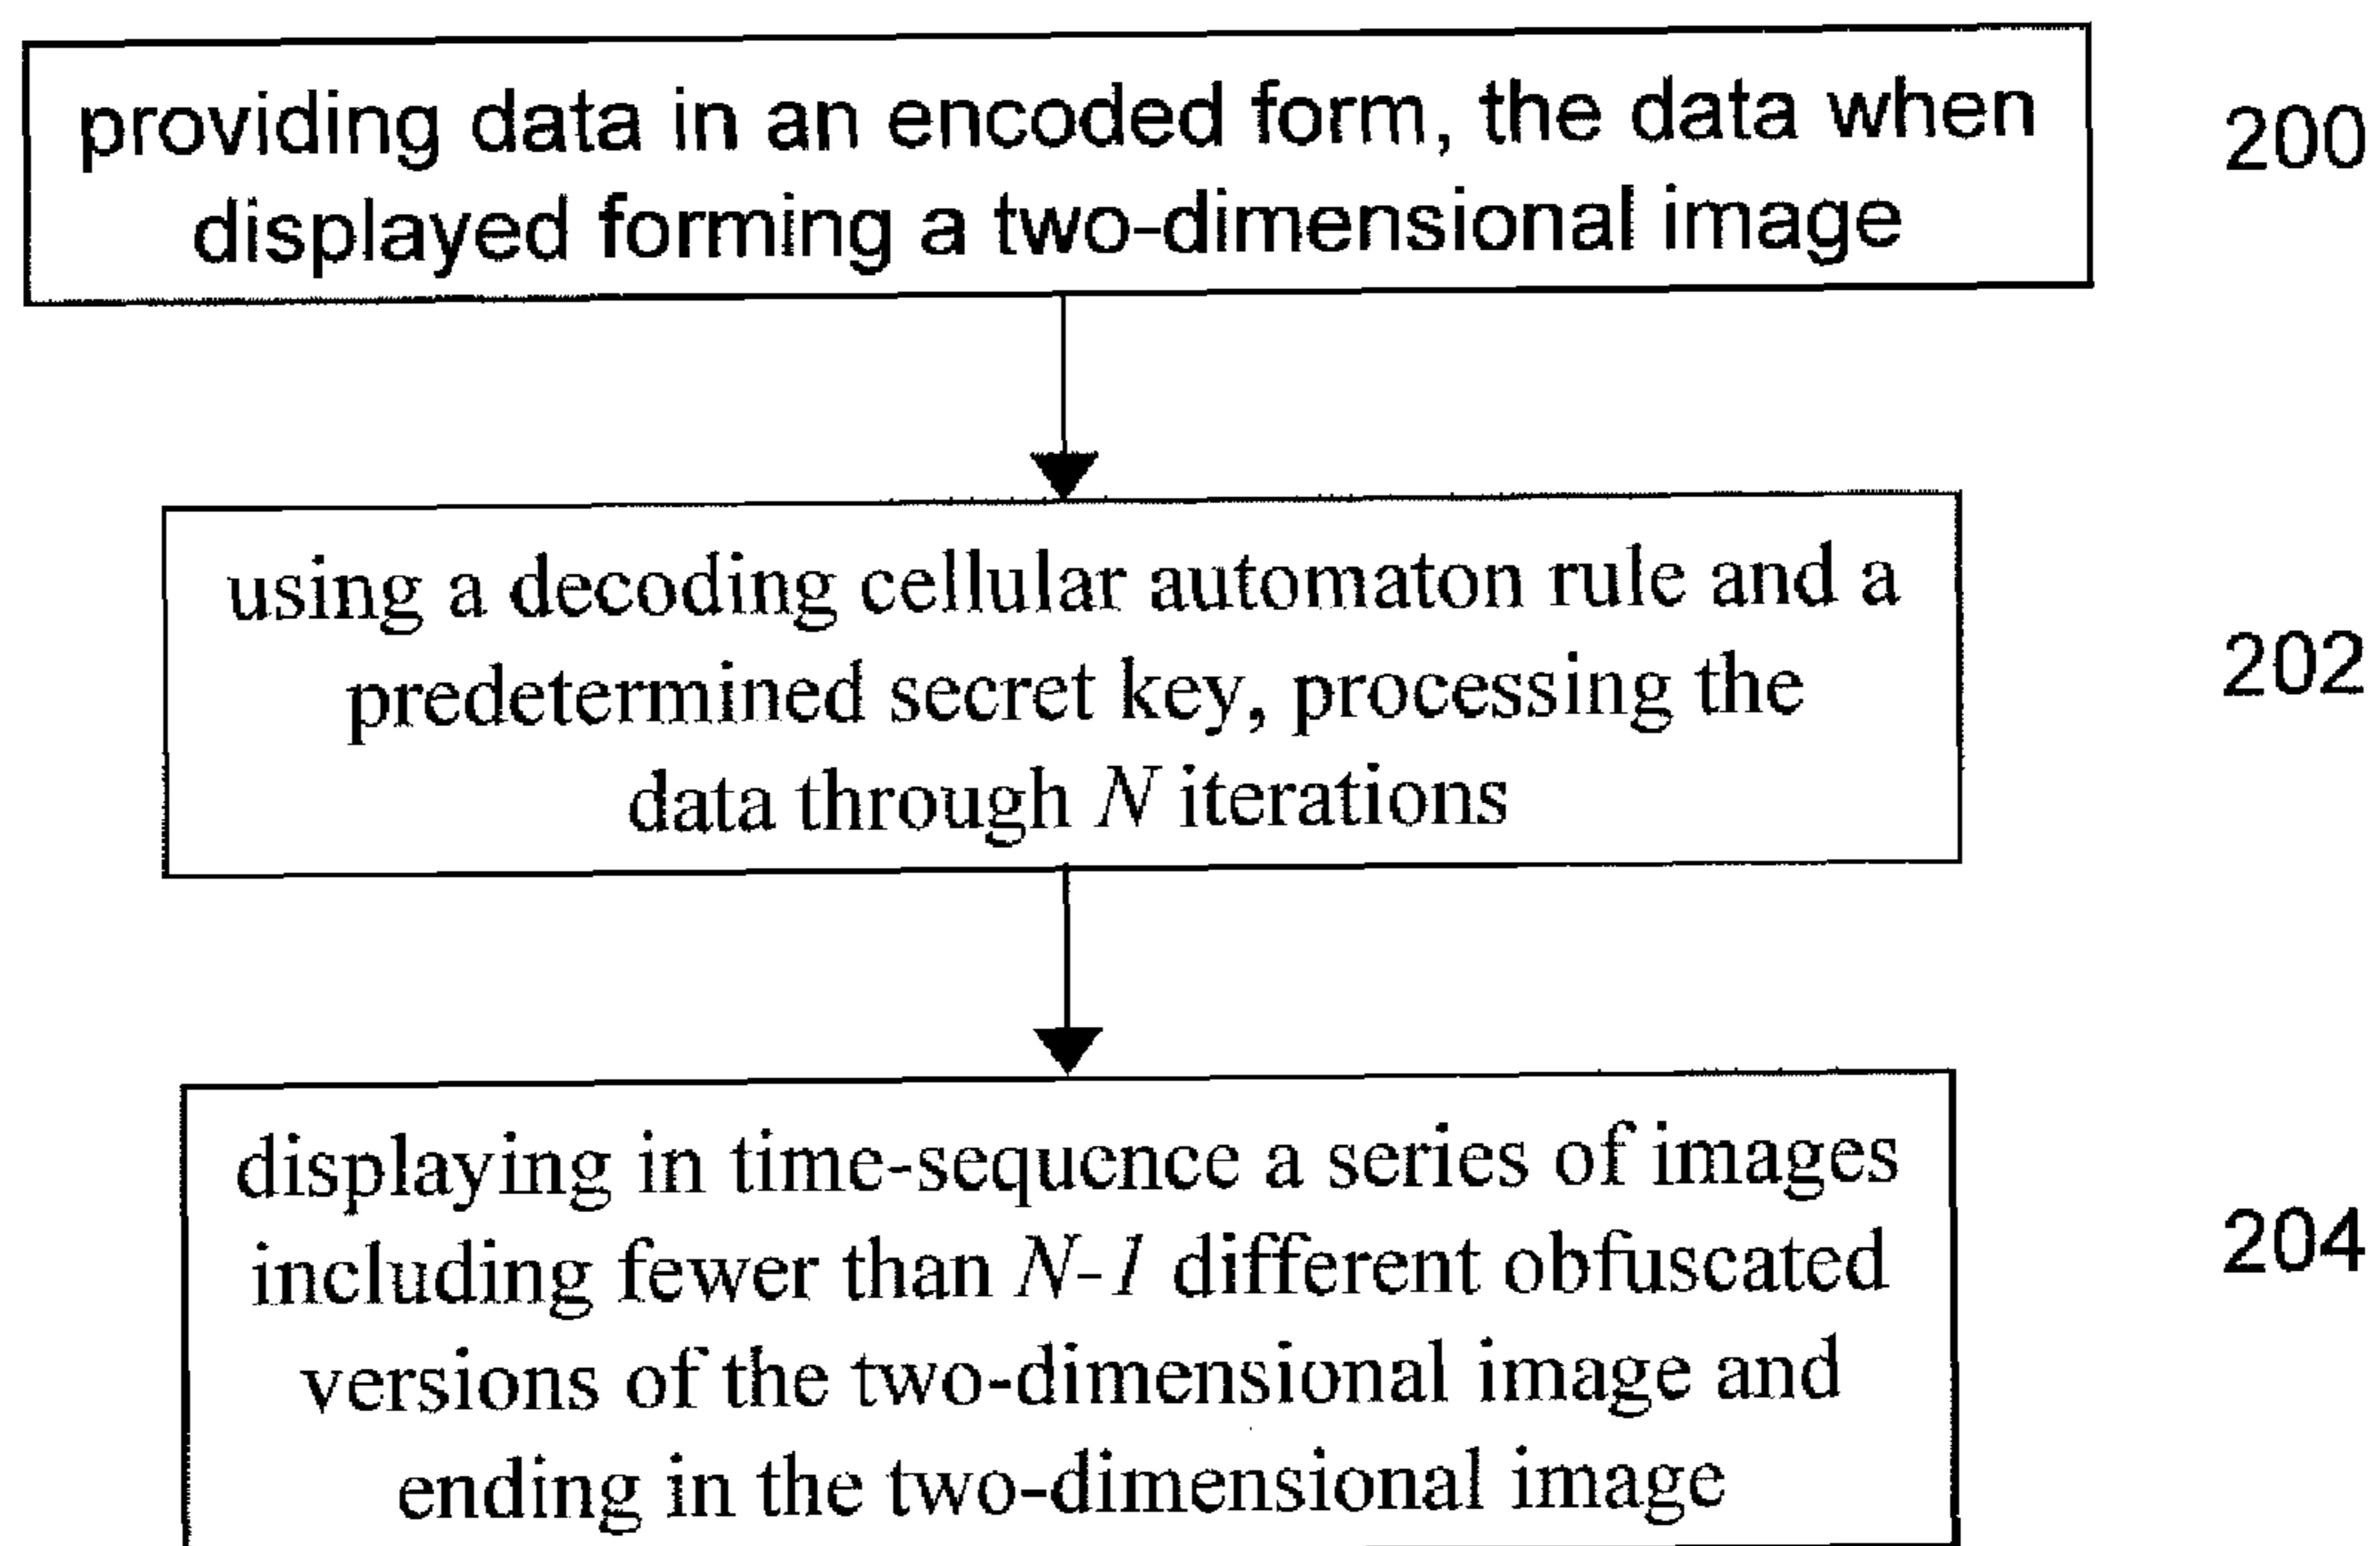 providing data in an encoded form, the data when
displayed forming a two-dimensional image
200
using a decoding cellular automaton rule and a
predetermined secret key, processing the
data through N iterations
202
displaying in time-sequence a series of images
including fewer than N-1 different obfuscated
versions of the two-dimensional image and
ending in the two-dimensional image
204